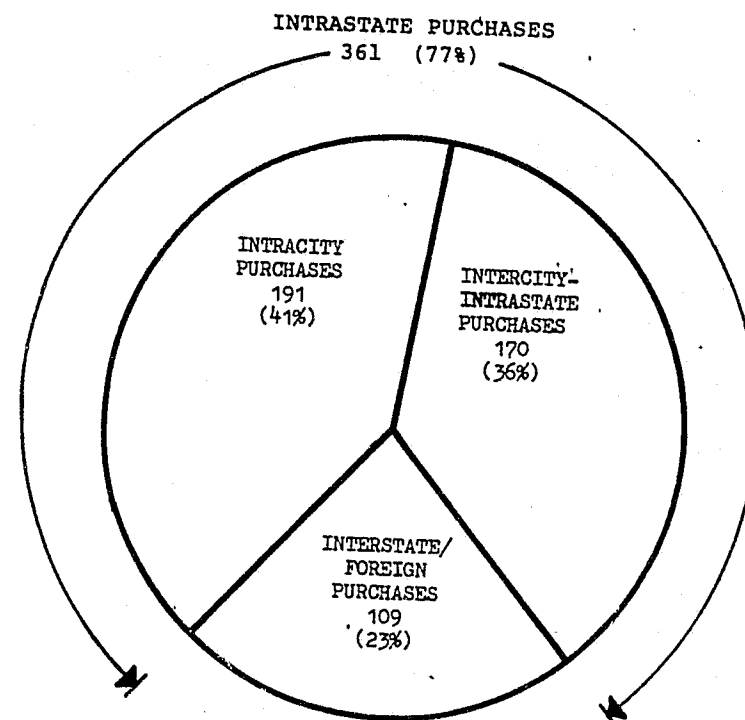 INTRASTATE PURCHASES
361 (77%)
INTRACITY
PURCHASES
191
(41%)
INTERCITY-
INTRASTATE
PURCHASES
170
(36%)
INTERSTATE/
FOREIGN
PURCHASES
109
(23%)